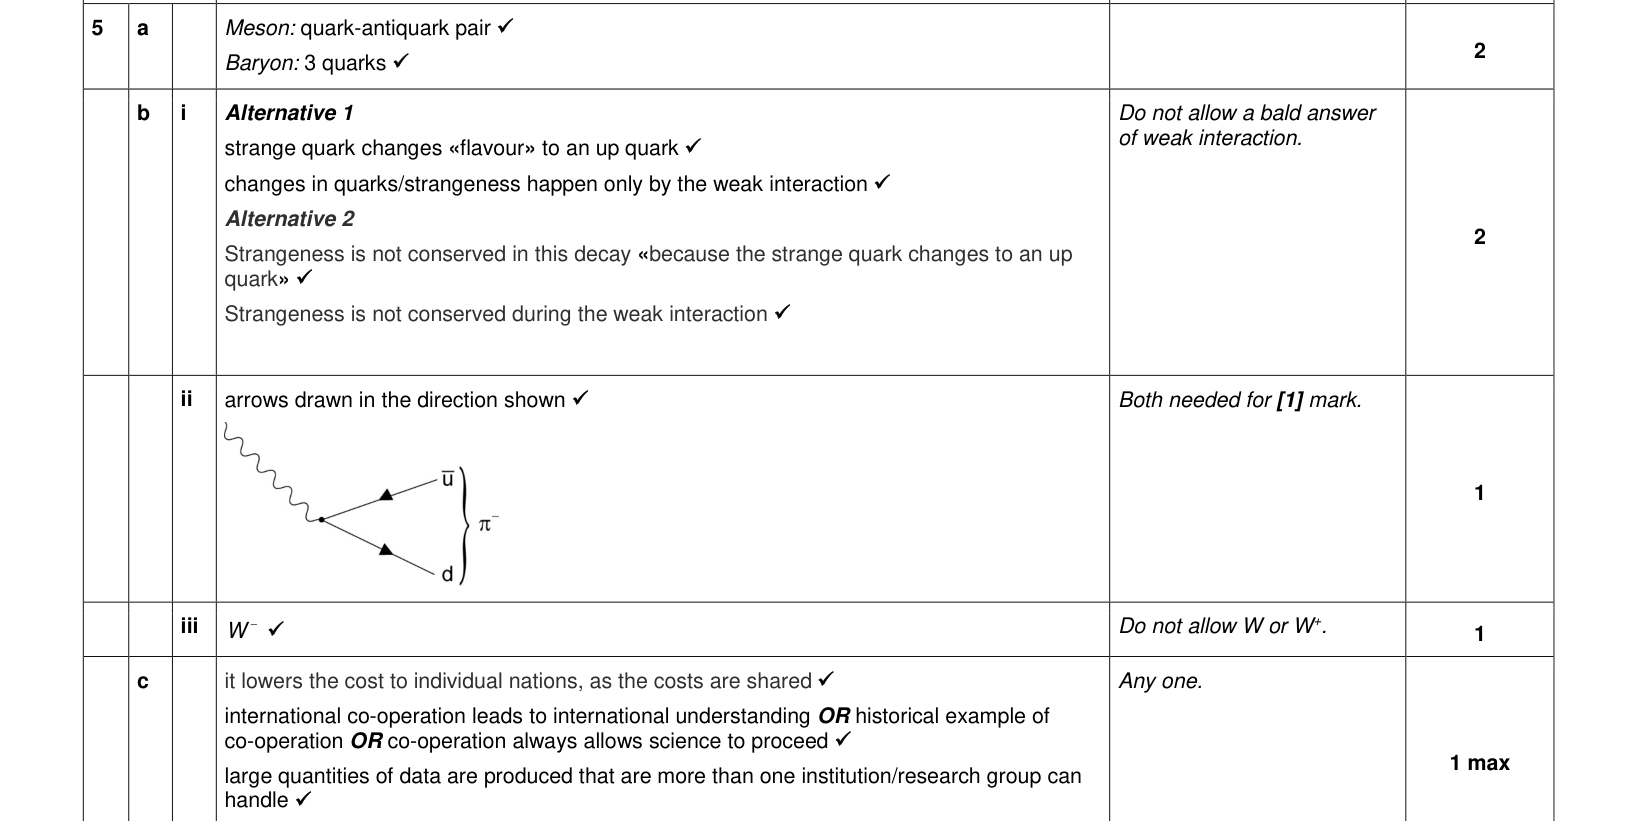 5 a Meson: quark-antiquark pair ✓
Baryon: 3 quarks ✓
2
b i Alternative 1
Do not allow a bald answer
of weak interaction.
strange quark changes «flavour» to an up quark ✓
changes in quarks/strangeness happen only by the weak interaction ✓
Alternative 2
Strangeness is not conserved in this decay «because the strange quark changes to an up
quark» ✓
Strangeness is not conserved during the weak interaction ✓
2
ii arrows drawn in the direction shown ✓
Both needed for [1] mark.
u̅
π⁻
d
1
iii W⁻ ✓
Do not allow W or W⁺.
1
c it lowers the cost to individual nations, as the costs are shared ✓
Any one.
international co-operation leads to international understanding OR historical example of
co-operation OR co-operation always allows science to proceed ✓
large quantities of data are produced that are more than one institution/research group can
handle ✓
1 max